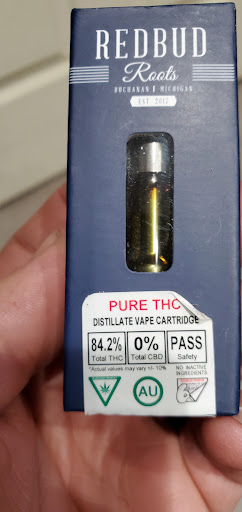 REDBUD
Roots
BUCHANAN MICHIGAN
EST 2017
PURE THC
DISTILLATE VAPE CARTRIDGE
84.2% 0% PASS
Total THC Total CBD Safety
*Actual values may vary +/- 10% NO INACTIVE
INGREDIENTS
AU